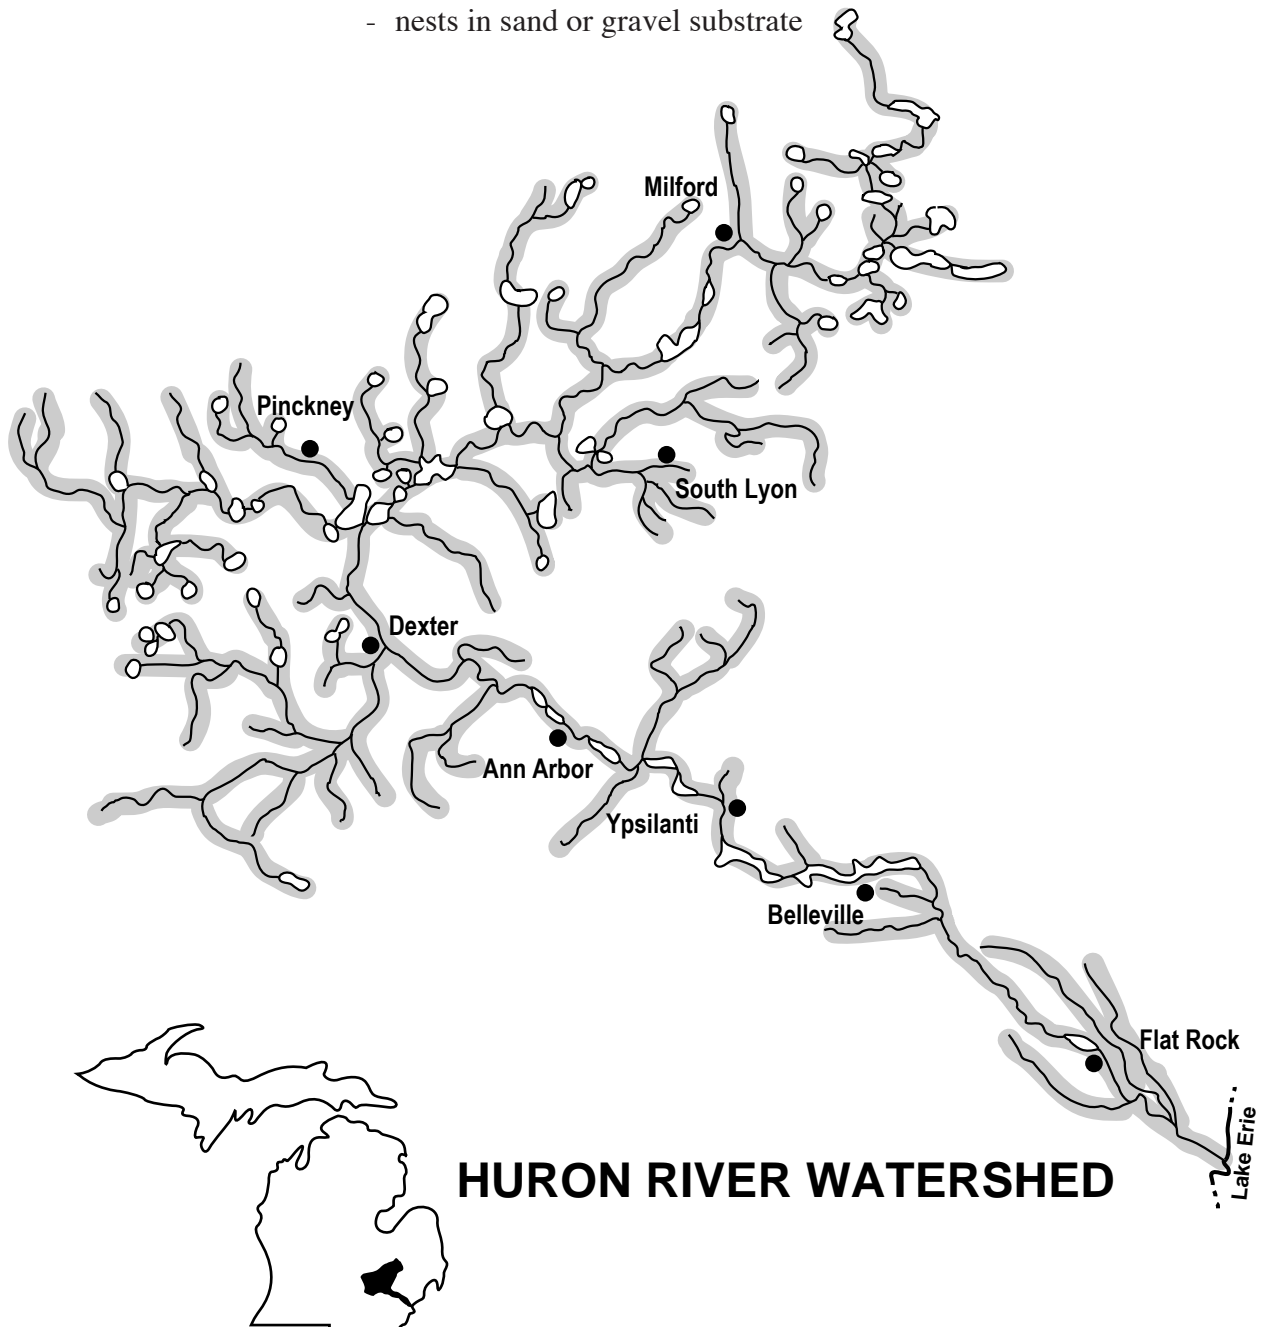 - nests in sand or gravel substrate
Milford
Pinckney
South Lyon
Dexter
Ann Arbor
Ypsilanti
Belleville
Flat Rock
Lake Erie
HURON RIVER WATERSHED